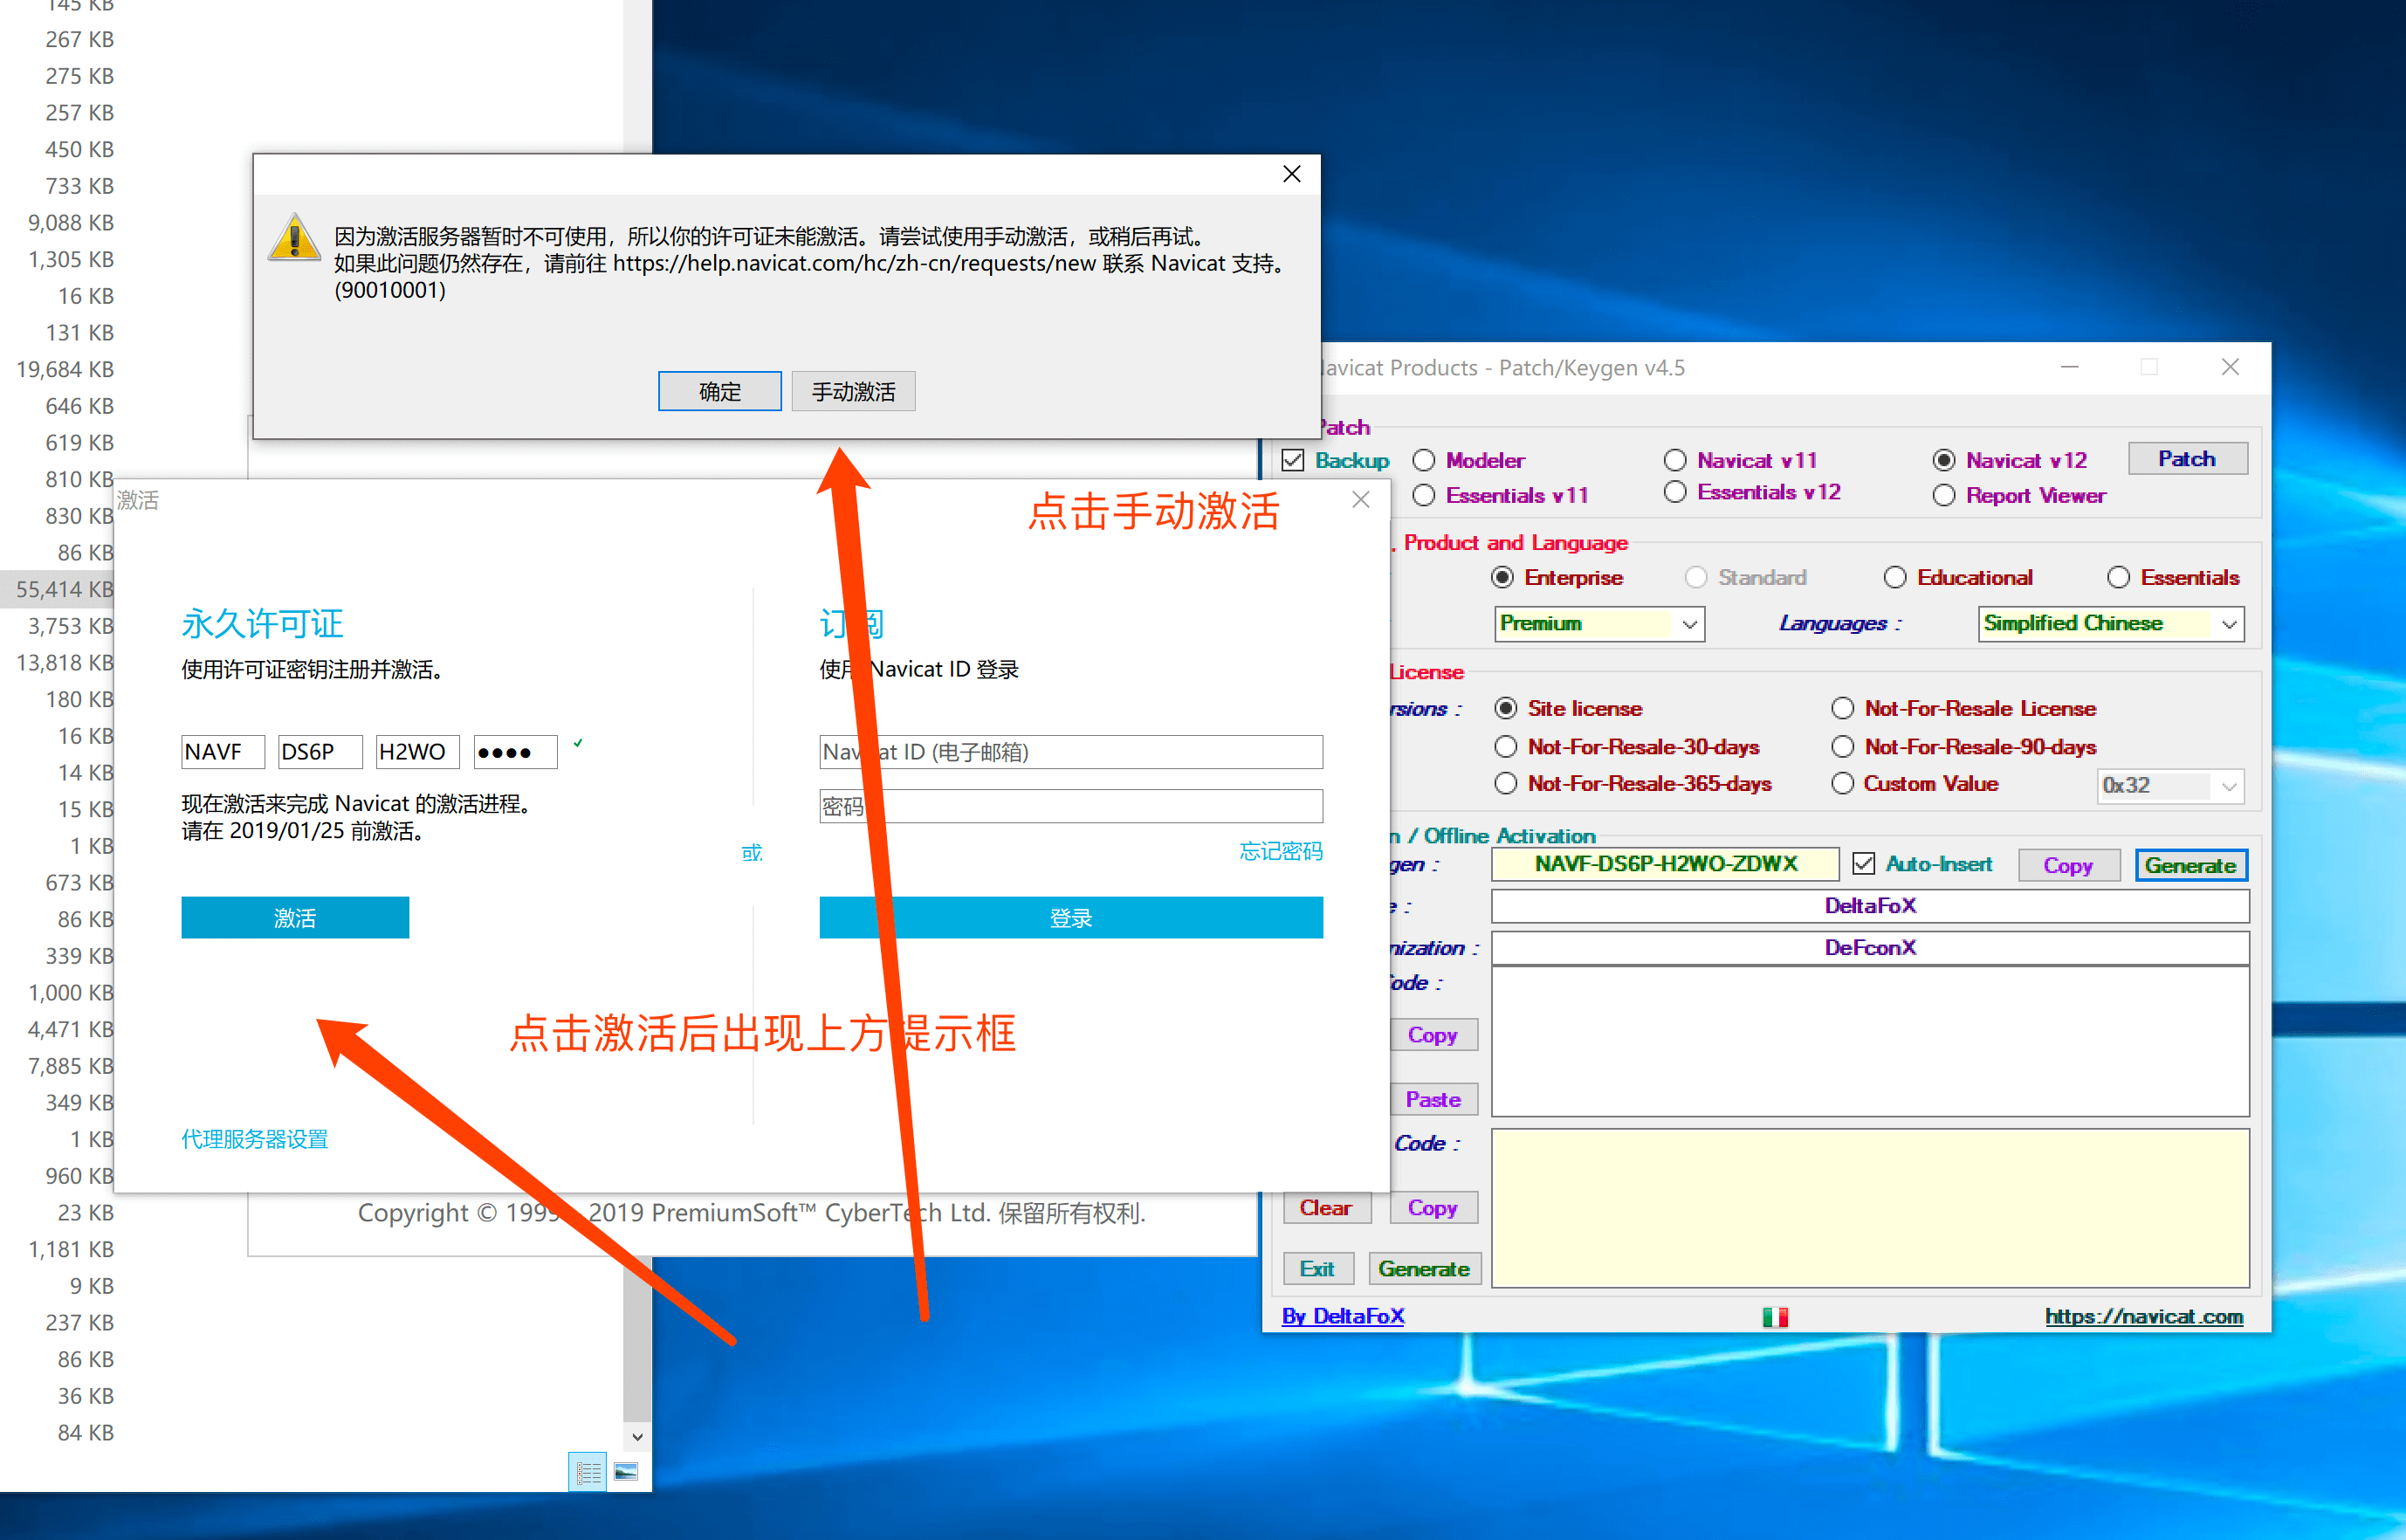 145 KB
267 KB
275 KB
257 KB
450 KB
733 KB
9,088 KB
1,305 KB
16 KB
131 KB
19,684 KB
646 KB
619 KB
810 KB
830 KB
86 KB
55,414 KB
3,753 KB
13,818 KB
180 KB
16 KB
14 KB
15 KB
1 KB
673 KB
86 KB
339 KB
1,000 KB
4,471 KB
7,885 KB
349 KB
1 KB
960 KB
23 KB
1,181 KB
9 KB
237 KB
86 KB
36 KB
84 KB
因为激活服务器暂时不可使用，所以你的许可证未能激活。请尝试使用手动激活，或稍后再试。
如果此问题仍然存在，请前往 https://help.navicat.com/hc/zh-cn/requests/new 联系 Navicat 支持。
(90010001)
确定 手动激活
激活
点击手动激活
永久许可证
使用许可证密钥注册并激活。
NAVF DS6P H2WO ●●●●
现在激活来完成 Navicat 的激活进程。
请在 2019/01/25 前激活。
激活
或
订阅
使用 Navicat ID 登录
Navicat ID (电子邮箱)
密码
忘记密码
登录
点击激活后出现上方提示框
代理服务器设置
Copyright © 1999 - 2019 PremiumSoft™ CyberTech Ltd. 保留所有权利.
Navicat Products - Patch/Keygen v4.5
Patch
Backup Modeler Navicat v11 Navicat v12 Patch
Essentials v11 Essentials v12 Report Viewer
. Product and Language
Enterprise Standard Educational Essentials
Premium Languages : Simplified Chinese
License
rsions : Site license Not-For-Resale License
Not-For-Resale-30-days Not-For-Resale-90-days
Not-For-Resale-365-days Custom Value 0x32
n / Offline Activation
gen : NAVF-DS6P-H2WO-ZDWX Auto-Insert Copy Generate
e : DeltaFoX
nization : DeFconX
Code :
Copy
Paste
Code :
Clear Copy
Exit Generate
By DeltaFoX https://navicat.com